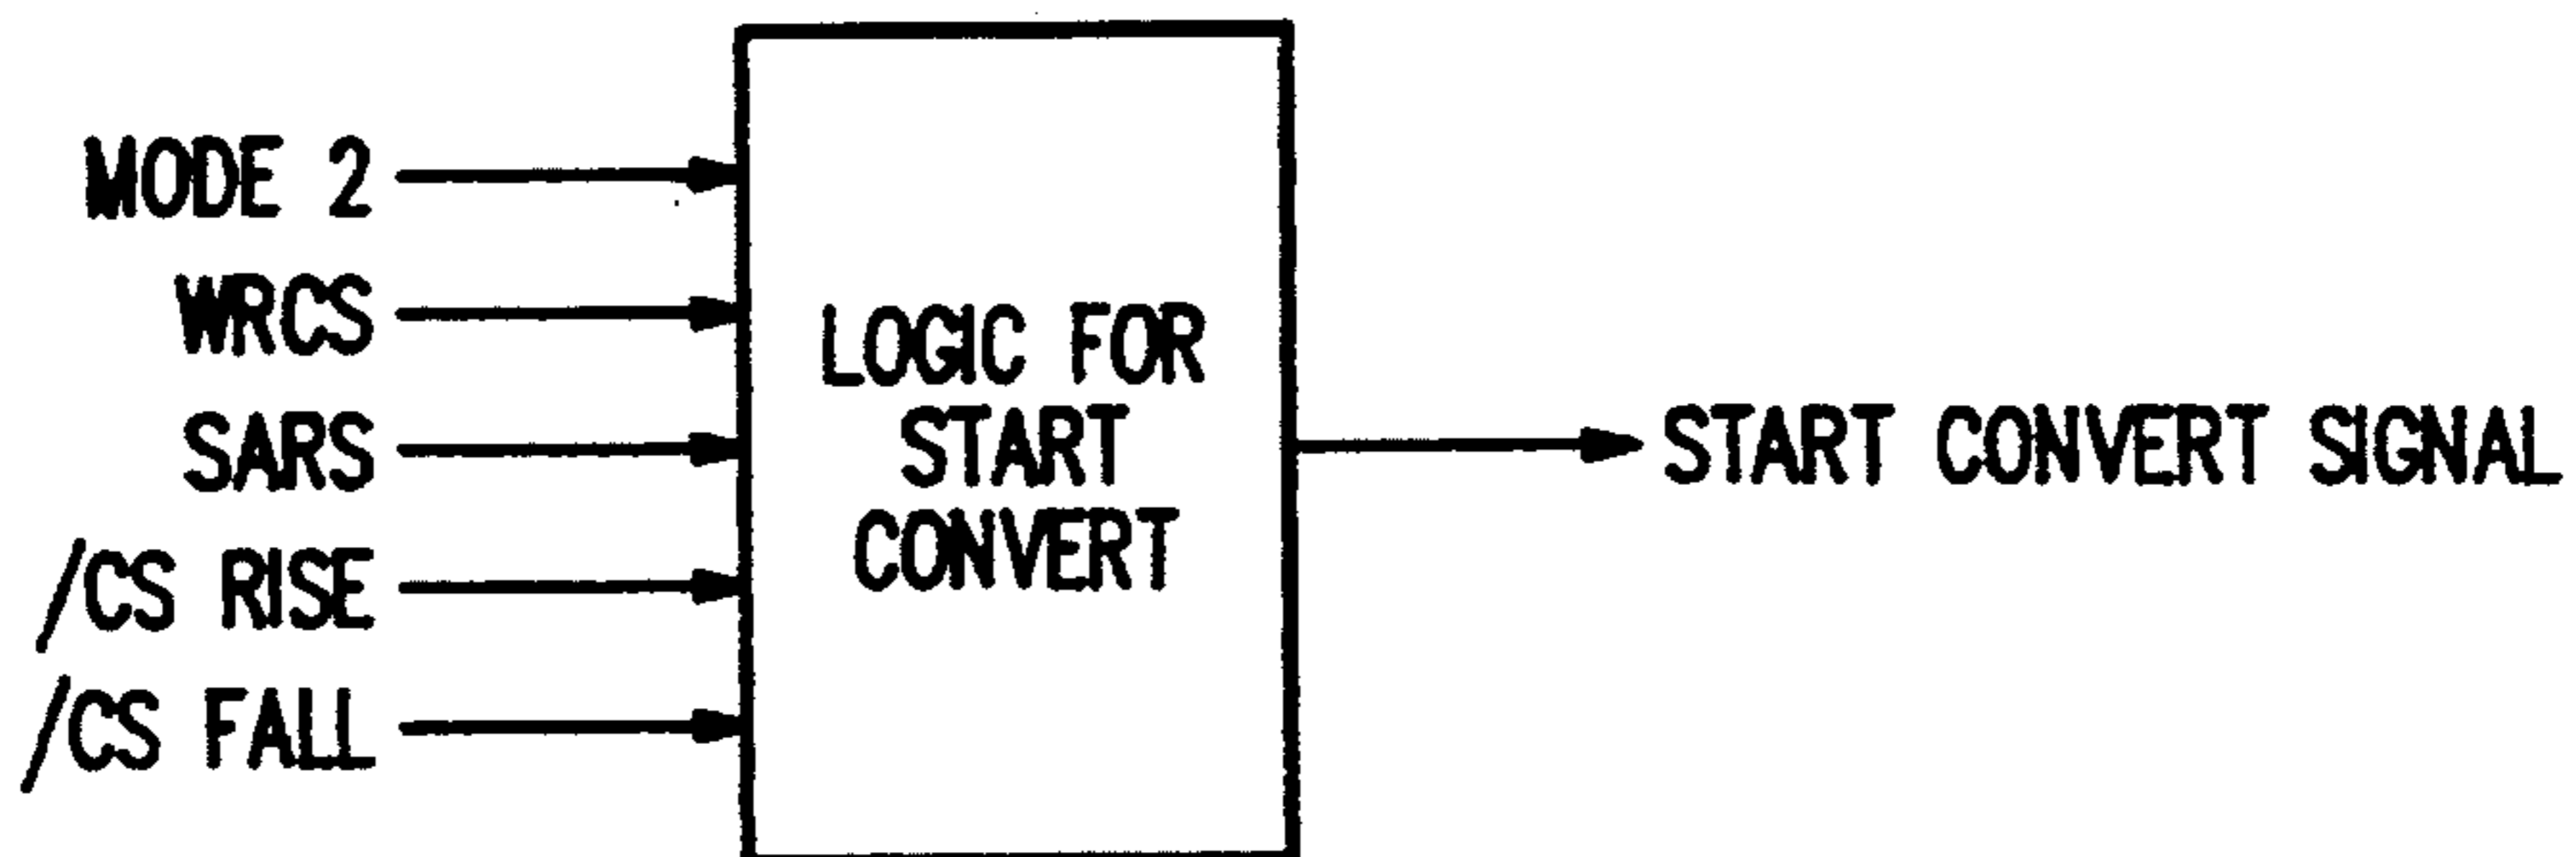 MODE 2
WRCS
SARS
/CS RISE
/CS FALL
LOGIC FOR
START
CONVERT
START CONVERT SIGNAL